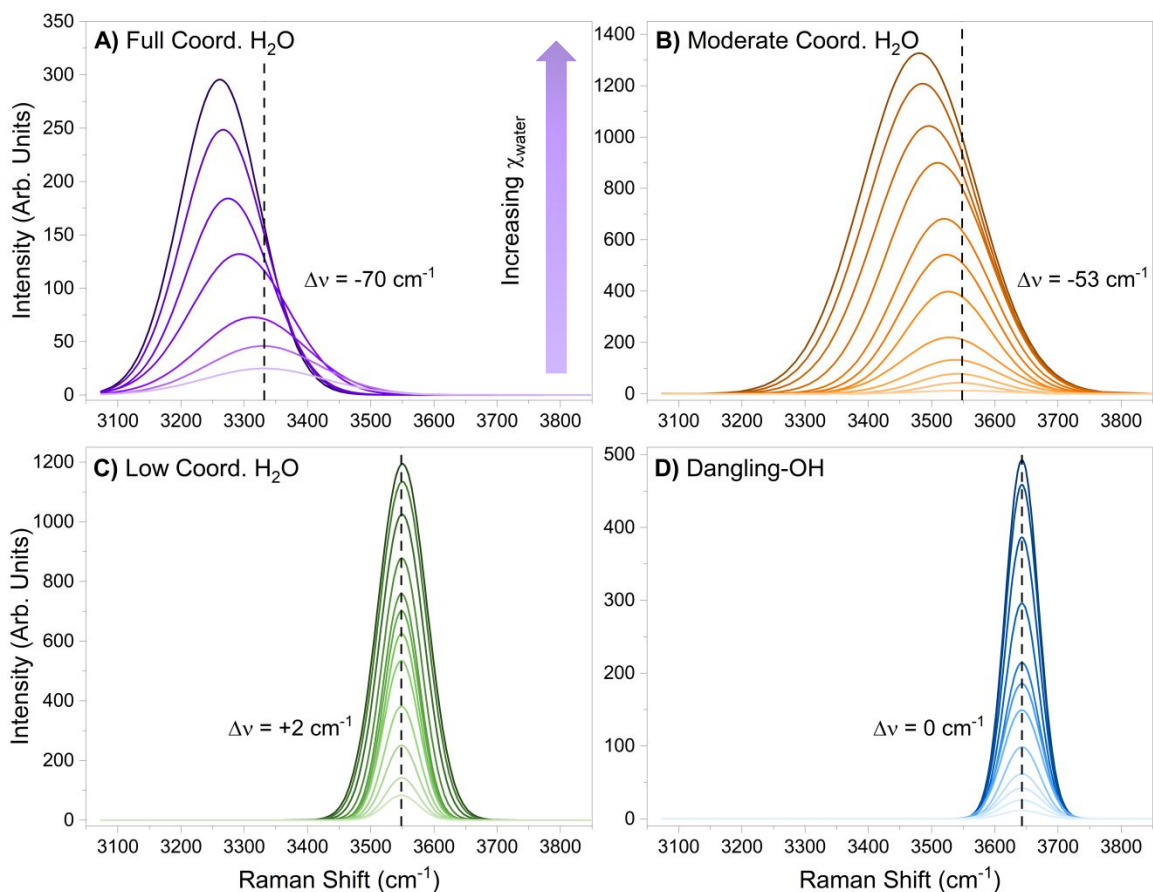 A) Full Coord. H₂O
350
300
250
200
150
100
50
0
Intensity (Arb. Units)
Δν = -70 cm⁻¹
Increasing χwater
3100 3200 3300 3400 3500 3600 3700 3800
B) Moderate Coord. H₂O
1400
1200
1000
800
600
400
200
0
Δν = -53 cm⁻¹
3100 3200 3300 3400 3500 3600 3700 3800
C) Low Coord. H₂O
1200
1000
800
600
400
200
0
Intensity (Arb. Units)
Δν = +2 cm⁻¹
3100 3200 3300 3400 3500 3600 3700 3800
Raman Shift (cm⁻¹)
D) Dangling-OH
500
400
300
200
100
0
Δν = 0 cm⁻¹
3100 3200 3300 3400 3500 3600 3700 3800
Raman Shift (cm⁻¹)